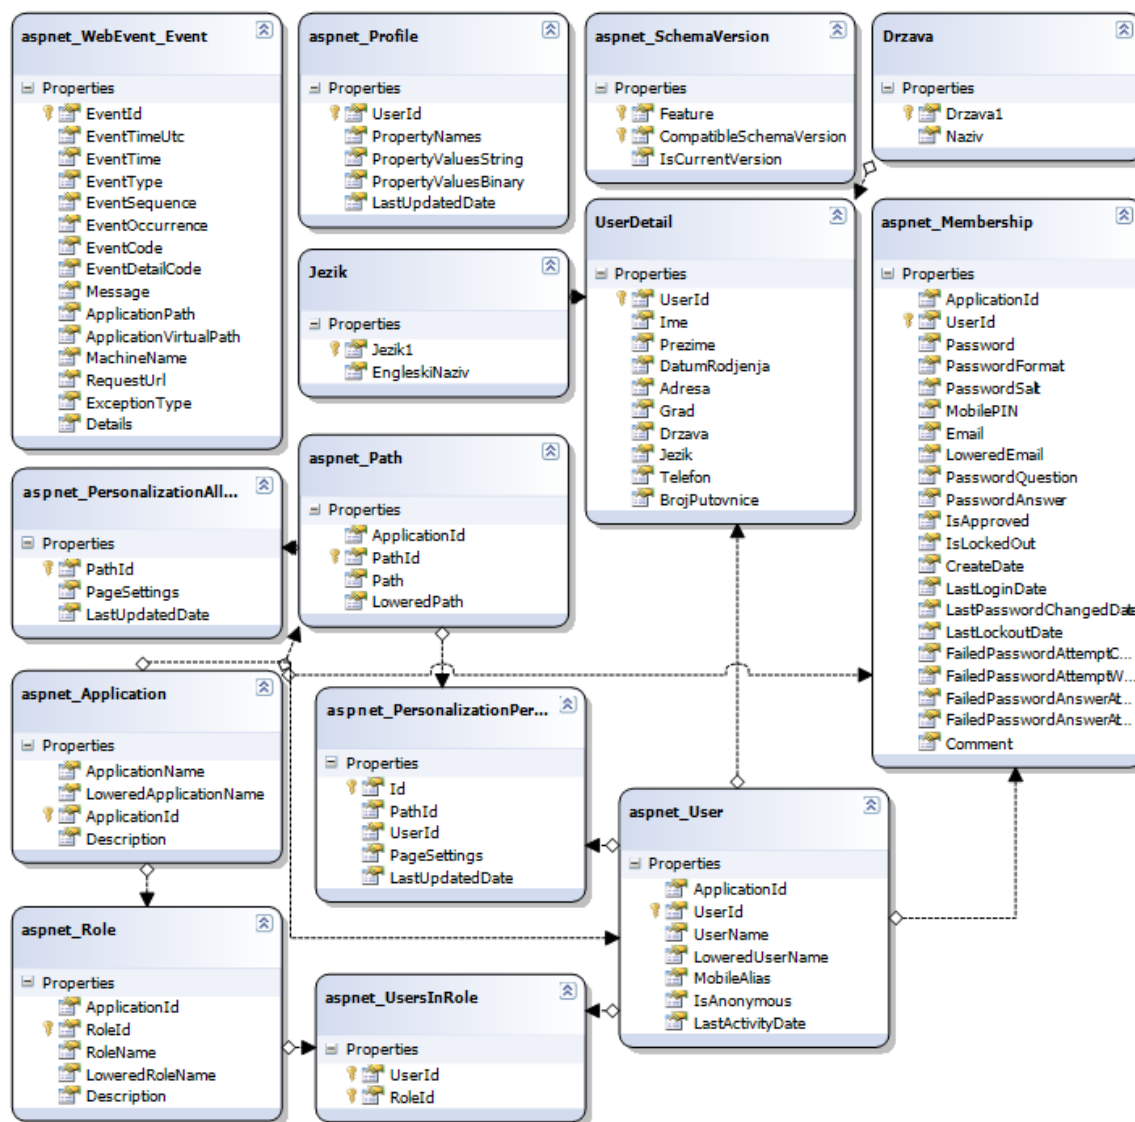 aspnet_WebEvent_Event
Properties
EventId
EventTimeUtc
EventTime
EventType
EventSequence
EventOccurrence
EventCode
EventDetailCode
Message
ApplicationPath
ApplicationVirtualPath
MachineName
RequestUrl
ExceptionType
Details
aspnet_Profile
Properties
UserId
PropertyNames
PropertyValuesString
PropertyValuesBinary
LastUpdatedDate
aspnet_SchemaVersion
Properties
Feature
CompatibleSchemaVersion
IsCurrentVersion
Drzava
Properties
Drzava1
Naziv
Jezik
Properties
Jezik1
EngleskiNaziv
UserDetail
Properties
UserId
Ime
Prezime
DatumRodjenja
Adresa
Grad
Drzava
Jezik
Telefon
BrojPutovnice
aspnet_Membership
Properties
ApplicationId
UserId
Password
PasswordFormat
PasswordSalt
MobilePIN
Email
LoweredEmail
PasswordQuestion
PasswordAnswer
IsApproved
IsLockedOut
CreateDate
LastLoginDate
LastPasswordChangedDate
LastLockoutDate
FailedPasswordAttemptC...
FailedPasswordAttemptW...
FailedPasswordAnswerAt...
FailedPasswordAnswerAt...
Comment
aspnet_PersonalizationAll...
Properties
PathId
PageSettings
LastUpdatedDate
aspnet_Path
Properties
ApplicationId
PathId
Path
LoweredPath
aspnet_Application
Properties
ApplicationName
LoweredApplicationName
ApplicationId
Description
aspnet_PersonalizationPer...
Properties
Id
PathId
UserId
PageSettings
LastUpdatedDate
aspnet_User
Properties
ApplicationId
UserId
UserName
LoweredUserName
MobileAlias
IsAnonymous
LastActivityDate
aspnet_Role
Properties
ApplicationId
RoleId
RoleName
LoweredRoleName
Description
aspnet_UsersInRole
Properties
UserId
RoleId